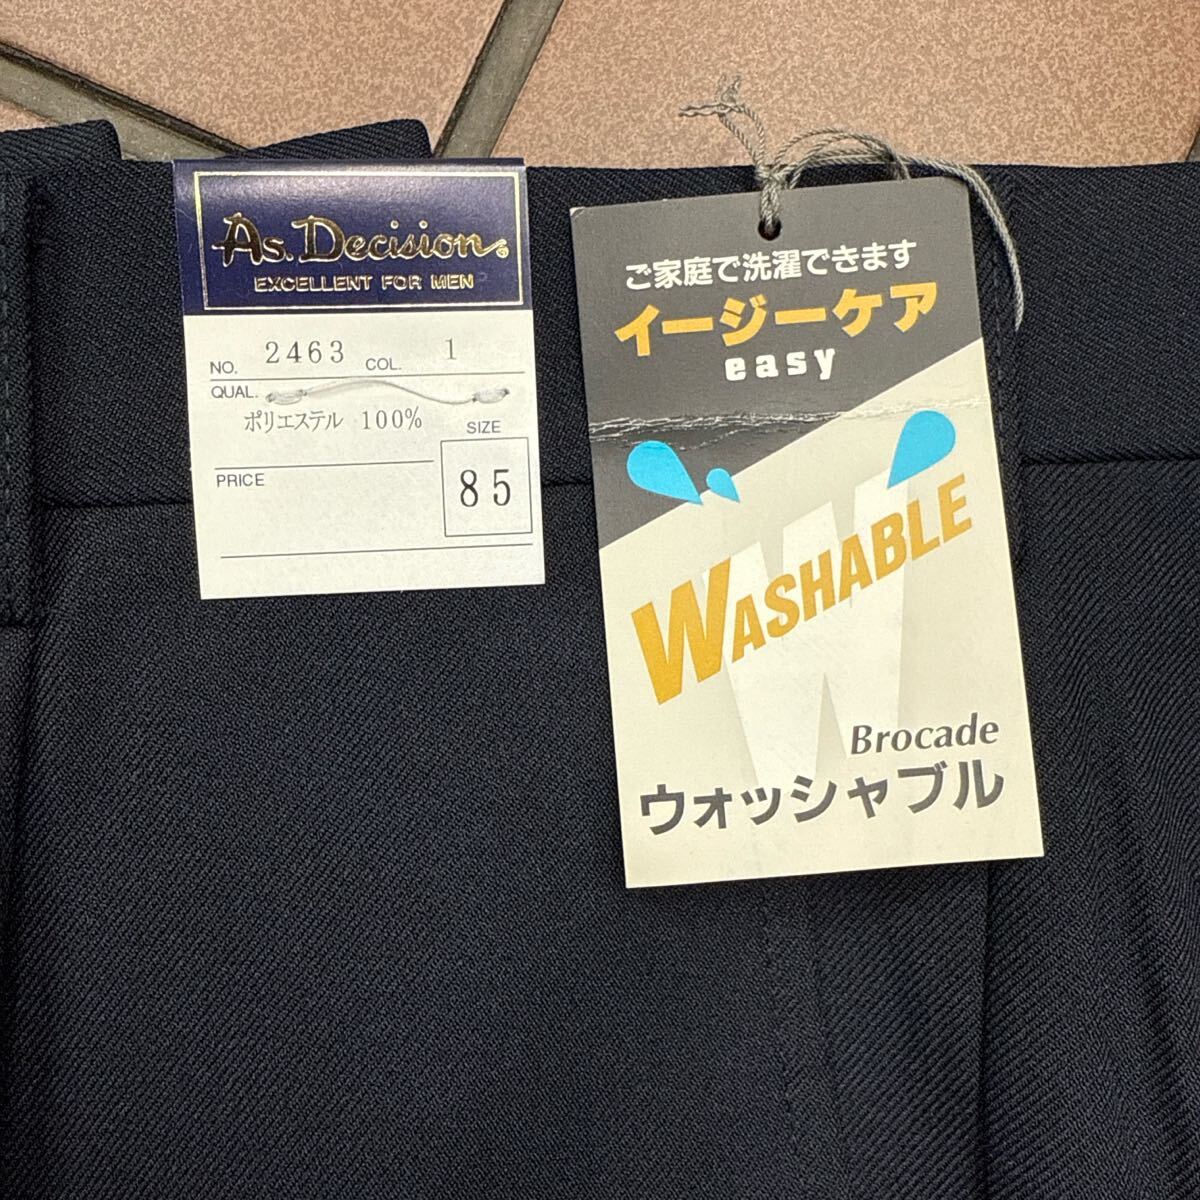 As. Decision®
EXCELLENT FOR MEN
NO. 2463 COL. 1
QUAL.
ポリエステル 100%
SIZE
85
PRICE
ご家庭で洗濯できます
イージーケア
easy
WASHABLE
Brocade
ウォッシャブル